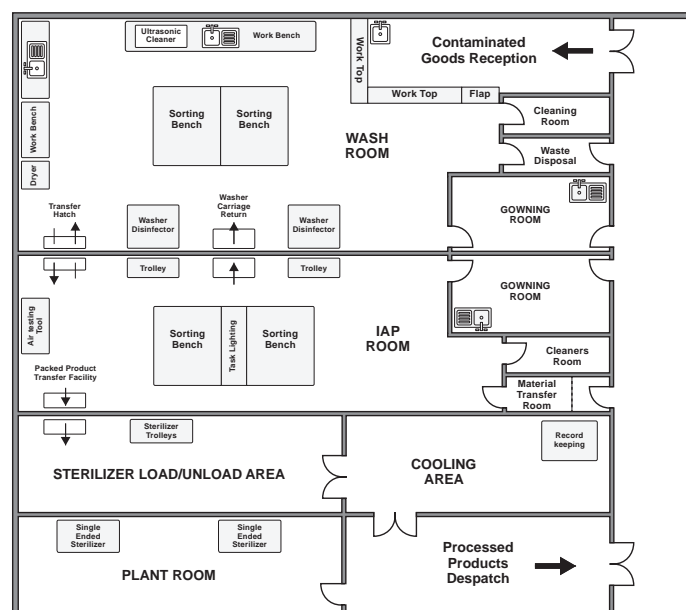 Ultrasonic
Cleaner
Work Bench
Work Top
Contaminated
Goods Reception
Work Top
Flap
Cleaning
Room
Work Bench
Sorting
Bench
Sorting
Bench
WASH
ROOM
Waste
Disposal
Dryer
Transfer
Hatch
Washer
Disinfector
Washer
Carriage
Return
Washer
Disinfector
GOWNING
ROOM
Trolley
Trolley
GOWNING
ROOM
Air testing
Tool
Sorting
Bench
Task Lighting
Sorting
Bench
IAP
ROOM
Cleaners
Room
Packed Product
Transfer Facility
Material
Transfer
Room
Sterilizer
Trolleys
Record
keeping
STERILIZER LOAD/UNLOAD AREA
COOLING
AREA
Single
Ended
Sterilizer
Single
Ended
Sterilizer
PLANT ROOM
Processed
Products
Despatch